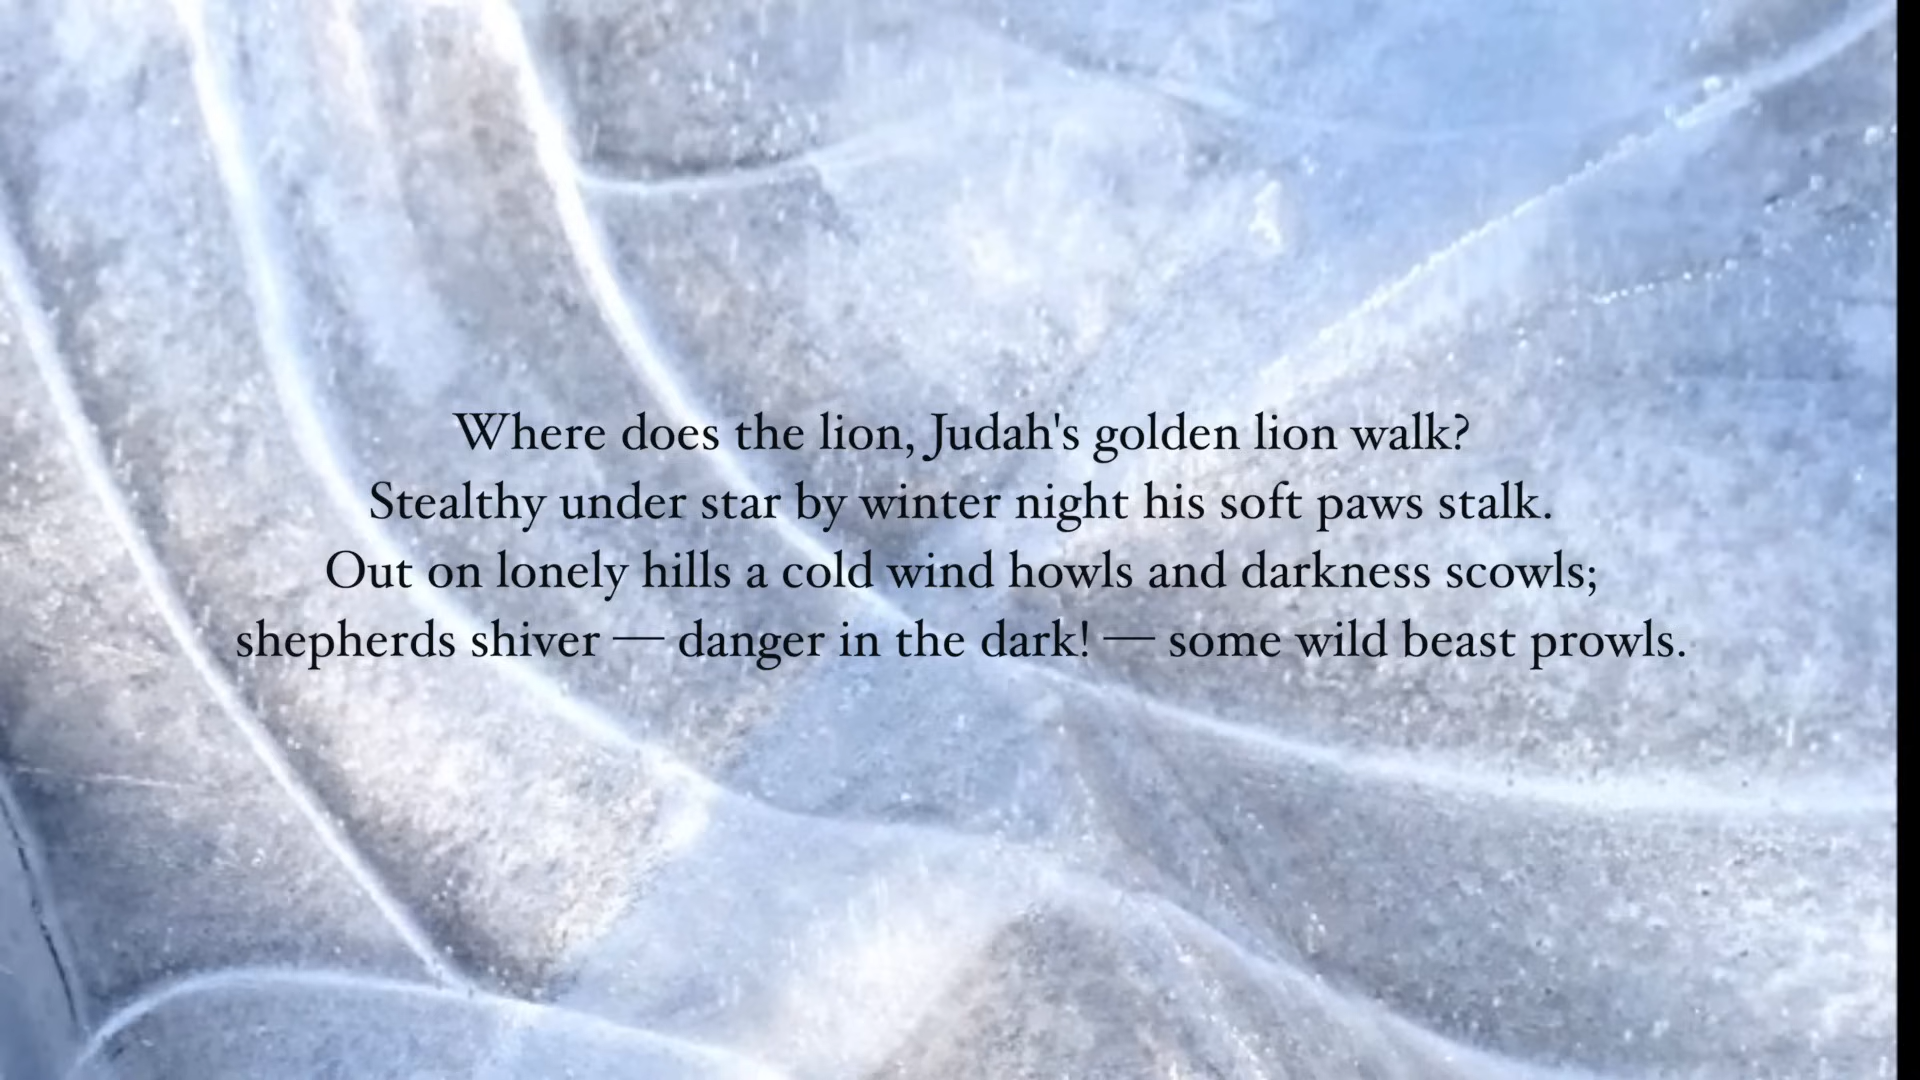 Where does the lion, Judah's golden lion walk?
Stealthy under star by winter night his soft paws stalk.
Out on lonely hills a cold wind howls and darkness scowls;
shepherds shiver — danger in the dark! — some wild beast prowls.